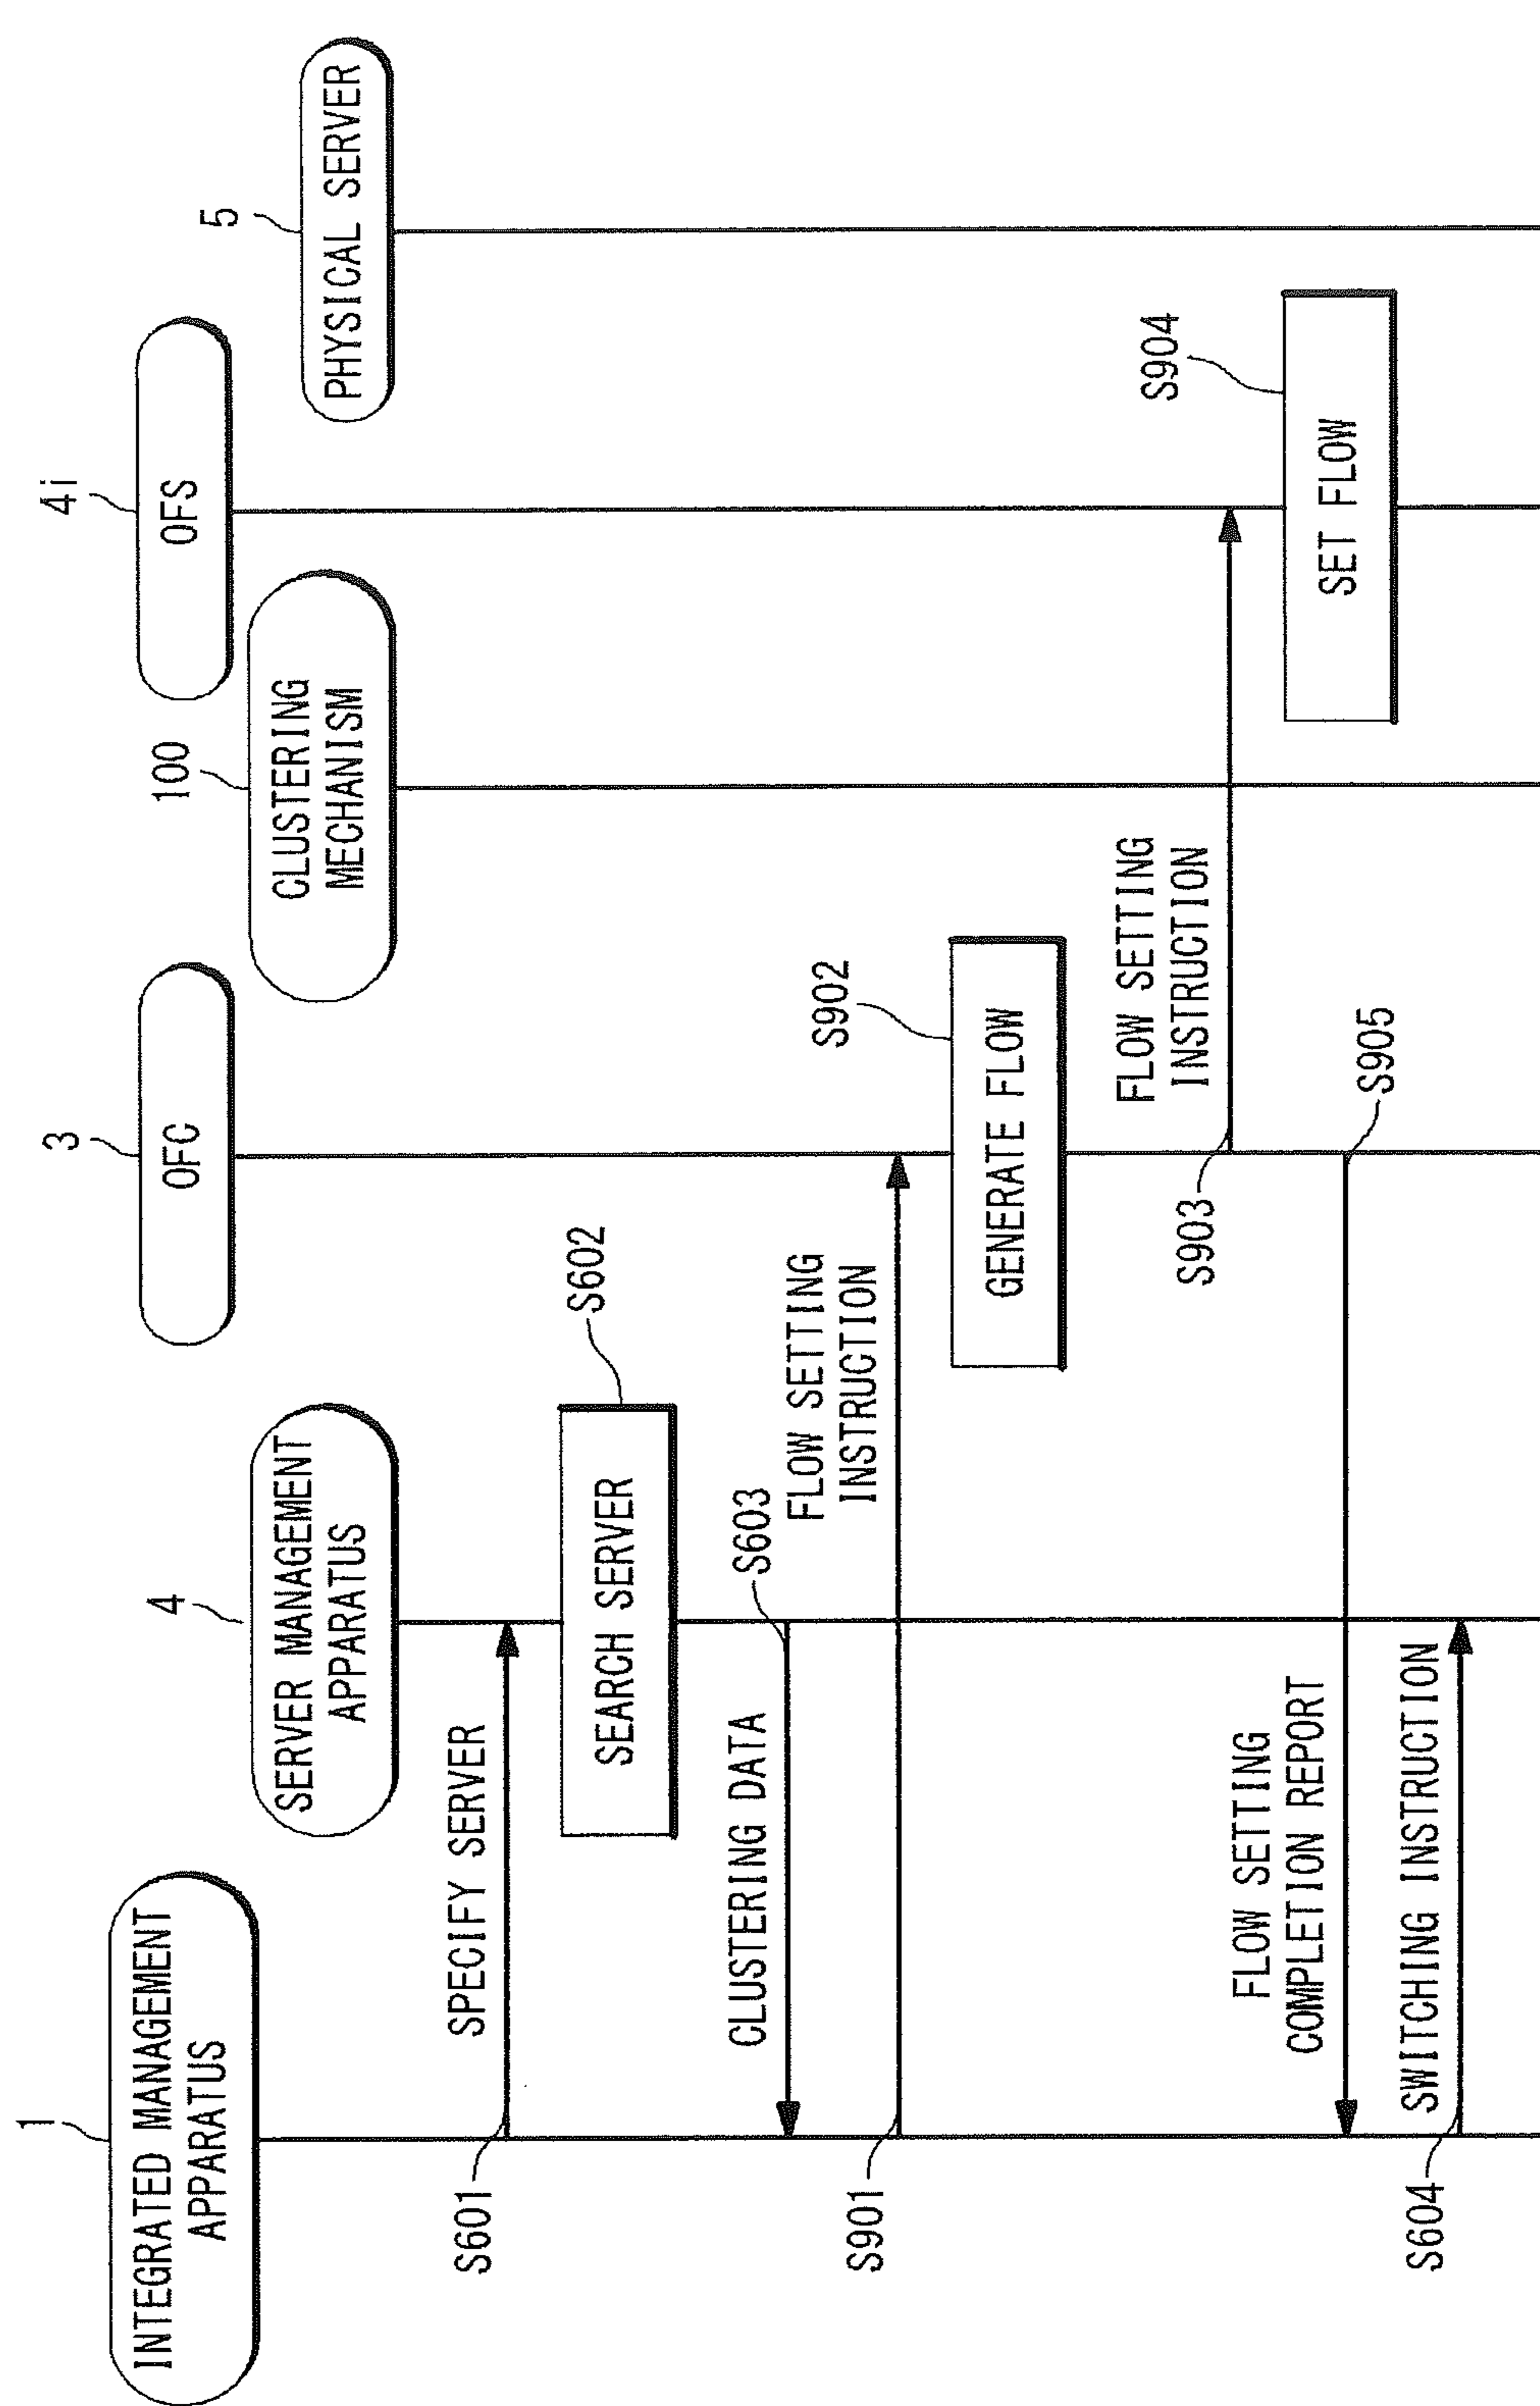 1
INTEGRATED MANAGEMENT
APPARATUS
4
SERVER MANAGEMENT
APPARATUS
3
OFC
100
CLUSTERING
MECHANISM
4i
OFS
5
PHYSICAL SERVER
S601
SPECIFY SERVER
SEARCH SERVER
S602
CLUSTERING DATA
S603
S901
FLOW SETTING
INSTRUCTION
GENERATE FLOW
S902
S903
FLOW SETTING
INSTRUCTION
SET FLOW
S904
FLOW SETTING
COMPLETION REPORT
S905
S604
SWITCHING INSTRUCTION